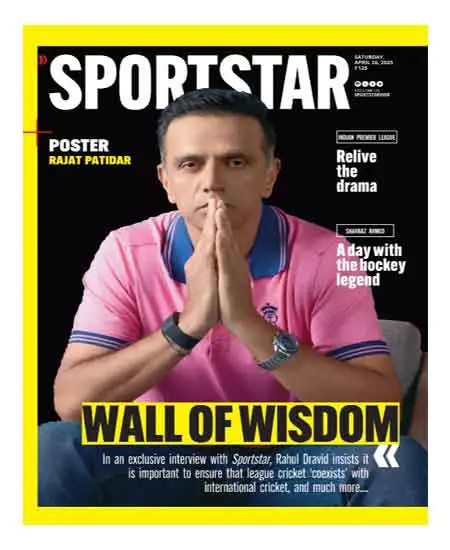 SPORTSTAR
SATURDAY,
APRIL 26, 2025
₹125
POSTER
RAJAT PATIDAR
INDIAN PREMIER LEAGUE
Relive
the
drama
SHAHBAZ AHMED
A day with
the hockey
legend
WALL OF WISDOM
In an exclusive interview with Sportstar, Rahul Dravid insists it
is important to ensure that league cricket ‘coexists’ with
international cricket, and much more....